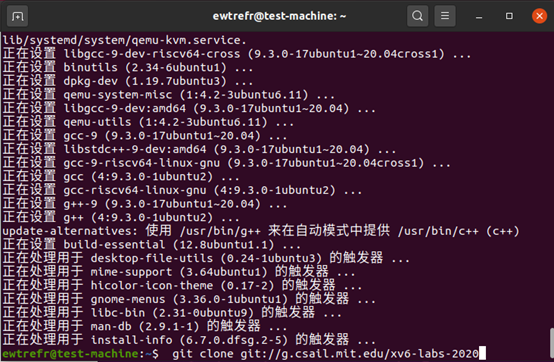 ewtrefr@test-machine: ~
lib/systemd/system/qemu-kvm.service.
正在设置 libgcc-9-dev-riscv64-cross (9.3.0-17ubuntu1~20.04cross1) ...
正在设置 binutils (2.34-6ubuntu1) ...
正在设置 dpkg-dev (1.19.7ubuntu3) ...
正在设置 qemu-system-misc (1:4.2-3ubuntu6.11) ...
正在设置 libgcc-9-dev:amd64 (9.3.0-17ubuntu1~20.04) ...
正在设置 qemu-utils (1:4.2-3ubuntu6.11) ...
正在设置 gcc-9 (9.3.0-17ubuntu1~20.04) ...
正在设置 libstdc++-9-dev:amd64 (9.3.0-17ubuntu1~20.04) ...
正在设置 gcc-9-riscv64-linux-gnu (9.3.0-17ubuntu1~20.04cross1) ...
正在设置 gcc (4:9.3.0-1ubuntu2) ...
正在设置 gcc-riscv64-linux-gnu (4:9.3.0-1ubuntu2) ...
正在设置 g++-9 (9.3.0-17ubuntu1~20.04) ...
正在设置 g++ (4:9.3.0-1ubuntu2) ...
update-alternatives: 使用 /usr/bin/g++ 来在自动模式中提供 /usr/bin/c++ (c++)
正在设置 build-essential (12.8ubuntu1.1) ...
正在处理用于 desktop-file-utils (0.24-1ubuntu3) 的触发器 ...
正在处理用于 mime-support (3.64ubuntu1) 的触发器 ...
正在处理用于 hicolor-icon-theme (0.17-2) 的触发器 ...
正在处理用于 gnome-menus (3.36.0-1ubuntu1) 的触发器 ...
正在处理用于 libc-bin (2.31-0ubuntu9) 的触发器 ...
正在处理用于 man-db (2.9.1-1) 的触发器 ...
正在处理用于 install-info (6.7.0.dfsg.2-5) 的触发器 ...
ewtrefr@test-machine:~$  git clone git://g.csail.mit.edu/xv6-labs-2020